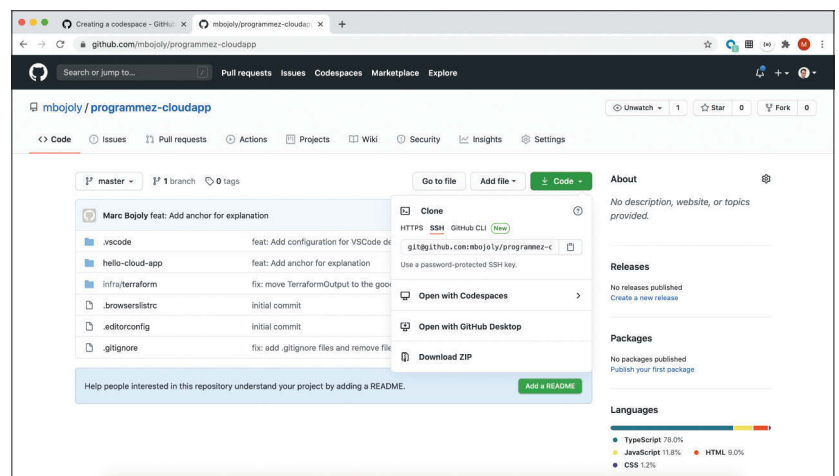 Creating a codespace - GitHub
mbojoly/programmez-cloudapp
github.com/mbojoly/programmez-cloudapp
M
Search or jump to... /
Pull requests Issues Codespaces Marketplace Explore
mbojoly / programmez-cloudapp
Unwatch 1 Star 0 Fork 0
Code Issues Pull requests Actions Projects Wiki Security Insights Settings
master 1 branch 0 tags
Go to file Add file Code
Marc Bojoly feat: Add anchor for explanation
.vscode feat: Add configuration for VSCode de
hello-cloud-app feat: Add anchor for explanation
infra/terraform fix: move TerraformOutput to the goo
.browserslistrc initial commit
.editorconfig initial commit
.gitignore fix: add .gitignore files and remove file
Clone
HTTPS SSH GitHub CLI New
git@github.com:mbojoly/programmez-c
Use a password-protected SSH key.
Open with Codespaces
Open with GitHub Desktop
Download ZIP
Help people interested in this repository understand your project by adding a README.
Add a README
About
No description, website, or topics
provided.
Releases
No releases published
Create a new release
Packages
No packages published
Publish your first package
Languages
TypeScript 78.0%
JavaScript 11.8% HTML 9.0%
CSS 1.2%